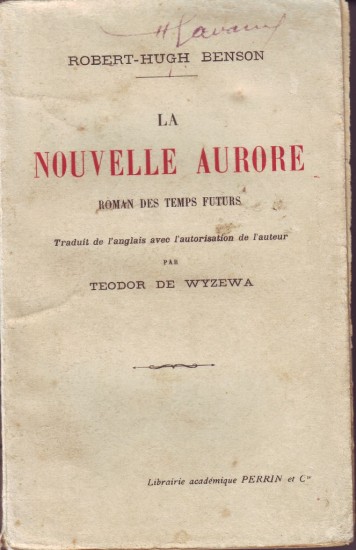 ROBERT-HUGH BENSON
LA
NOUVELLE AURORE
ROMAN DES TEMPS FUTURS
Traduit de l'anglais avec l'autorisation de l'auteur
PAR
TEODOR DE WYZEWA
Librairie académique PERRIN et Cie